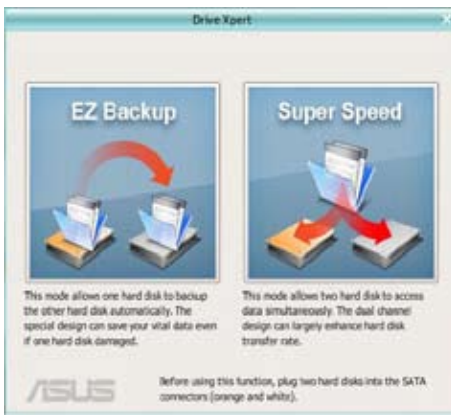 Drive Xpert
EZ Backup
Super Speed
This mode allows one hard disk to backup
the other hard disk automatically. The
special design can save your vital data even
if one hard disk damaged.
This mode allows two hard disk to access
data simultaneously. The dual channel
design can largely enhance hard disk
transfer rate.
ASUS
Before using this function, plug two hard disks into the SATA
connectors (orange and white).